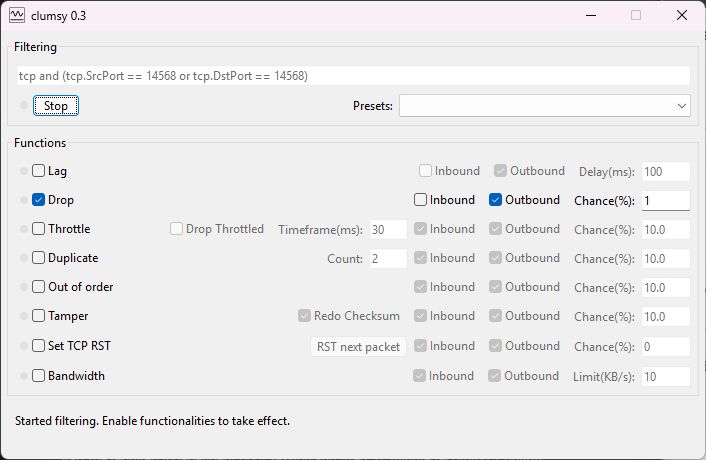 clumsy 0.3
Filtering
tcp and (tcp.SrcPort == 14568 or tcp.DstPort == 14568)
Stop Presets:
Functions
Lag Inbound Outbound Delay(ms): 100
Drop Inbound Outbound Chance(%): 1
Throttle Drop Throttled Timeframe(ms): 30 Inbound Outbound Chance(%): 10.0
Duplicate Count: 2 Inbound Outbound Chance(%): 10.0
Out of order Inbound Outbound Chance(%): 10.0
Tamper Redo Checksum Inbound Outbound Chance(%): 10.0
Set TCP RST RST next packet Inbound Outbound Chance(%): 0
Bandwidth Inbound Outbound Limit(KB/s): 10
Started filtering. Enable functionalities to take effect.